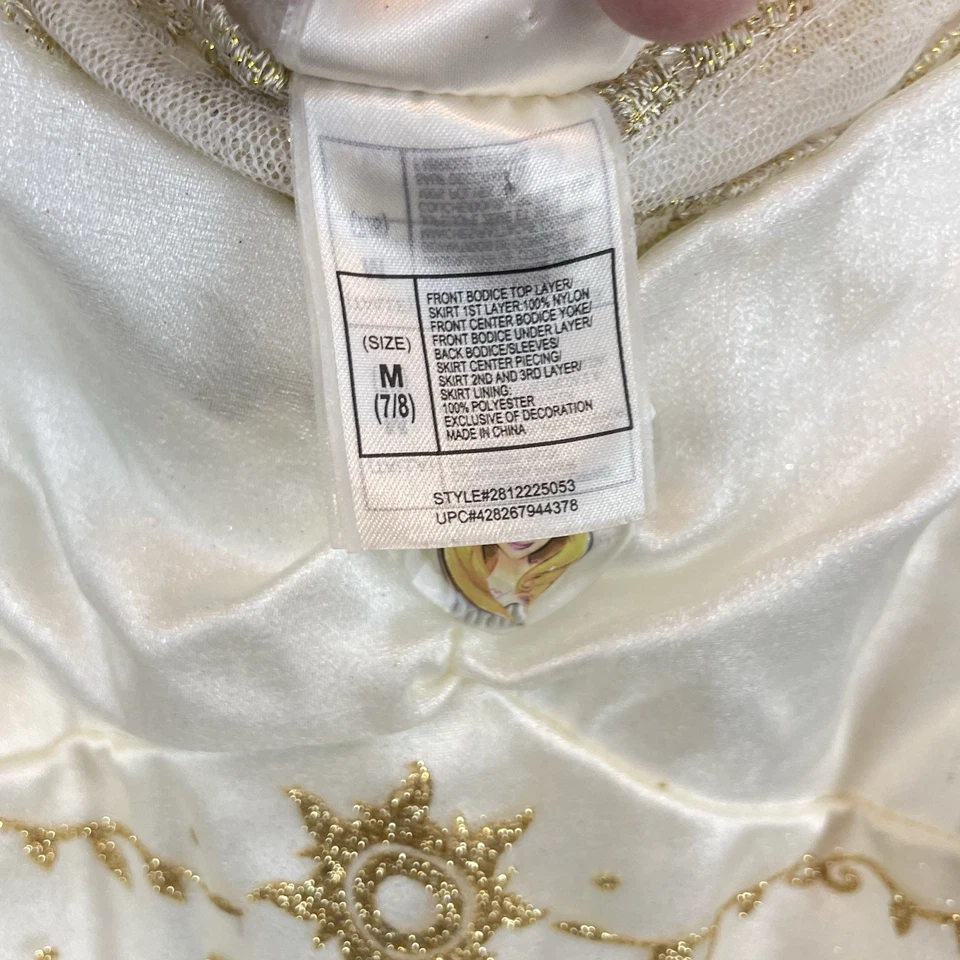 (SIZE)
M
(7/8)
FRONT BODICE TOP LAYER/
SKIRT 1ST LAYER:100% NYLON
FRONT CENTER BODICE YOKE/
FRONT BODICE UNDER LAYER/
BACK BODICE/SLEEVES/
SKIRT CENTER PIECING/
SKIRT 2ND AND 3RD LAYER/
SKIRT LINING:
100% POLYESTER
EXCLUSIVE OF DECORATION
MADE IN CHINA
STYLE#2812225053
UPC#428267944378